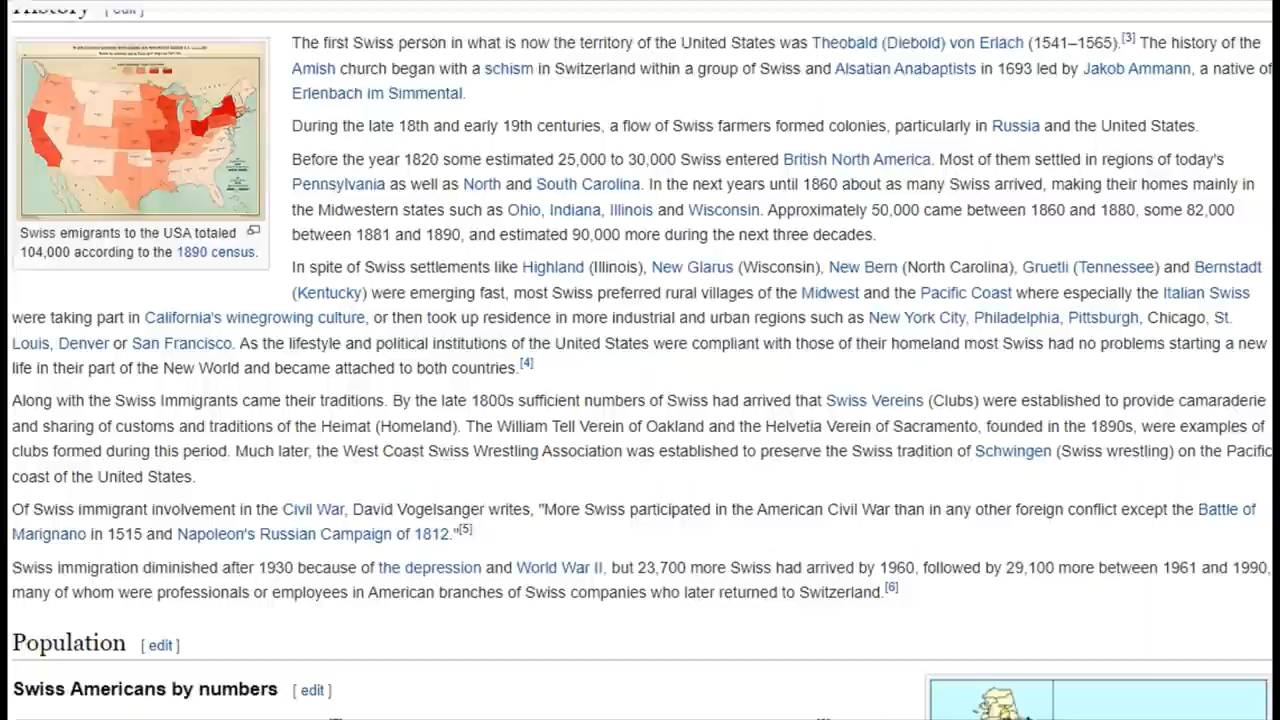 History [ edit ]
The first Swiss person in what is now the territory of the United States was Theobald (Diebold) von Erlach (1541–1565).[3] The history of the
Amish church began with a schism in Switzerland within a group of Swiss and Alsatian Anabaptists in 1693 led by Jakob Ammann, a native of
Erlenbach im Simmental.
During the late 18th and early 19th centuries, a flow of Swiss farmers formed colonies, particularly in Russia and the United States.
Before the year 1820 some estimated 25,000 to 30,000 Swiss entered British North America. Most of them settled in regions of today's
Pennsylvania as well as North and South Carolina. In the next years until 1860 about as many Swiss arrived, making their homes mainly in
the Midwestern states such as Ohio, Indiana, Illinois and Wisconsin. Approximately 50,000 came between 1860 and 1880, some 82,000
between 1881 and 1890, and estimated 90,000 more during the next three decades.
Swiss emigrants to the USA totaled
104,000 according to the 1890 census.
In spite of Swiss settlements like Highland (Illinois), New Glarus (Wisconsin), New Bern (North Carolina), Gruetli (Tennessee) and Bernstadt
(Kentucky) were emerging fast, most Swiss preferred rural villages of the Midwest and the Pacific Coast where especially the Italian Swiss
were taking part in California's winegrowing culture, or then took up residence in more industrial and urban regions such as New York City, Philadelphia, Pittsburgh, Chicago, St.
Louis, Denver or San Francisco. As the lifestyle and political institutions of the United States were compliant with those of their homeland most Swiss had no problems starting a new
life in their part of the New World and became attached to both countries.[4]
Along with the Swiss Immigrants came their traditions. By the late 1800s sufficient numbers of Swiss had arrived that Swiss Vereins (Clubs) were established to provide camaraderie
and sharing of customs and traditions of the Heimat (Homeland). The William Tell Verein of Oakland and the Helvetia Verein of Sacramento, founded in the 1890s, were examples of
clubs formed during this period. Much later, the West Coast Swiss Wrestling Association was established to preserve the Swiss tradition of Schwingen (Swiss wrestling) on the Pacific
coast of the United States.
Of Swiss immigrant involvement in the Civil War, David Vogelsanger writes, "More Swiss participated in the American Civil War than in any other foreign conflict except the Battle of
Marignano in 1515 and Napoleon's Russian Campaign of 1812."[5]
Swiss immigration diminished after 1930 because of the depression and World War II, but 23,700 more Swiss had arrived by 1960, followed by 29,100 more between 1961 and 1990,
many of whom were professionals or employees in American branches of Swiss companies who later returned to Switzerland.[6]
Population [ edit ]
Swiss Americans by numbers [ edit ]